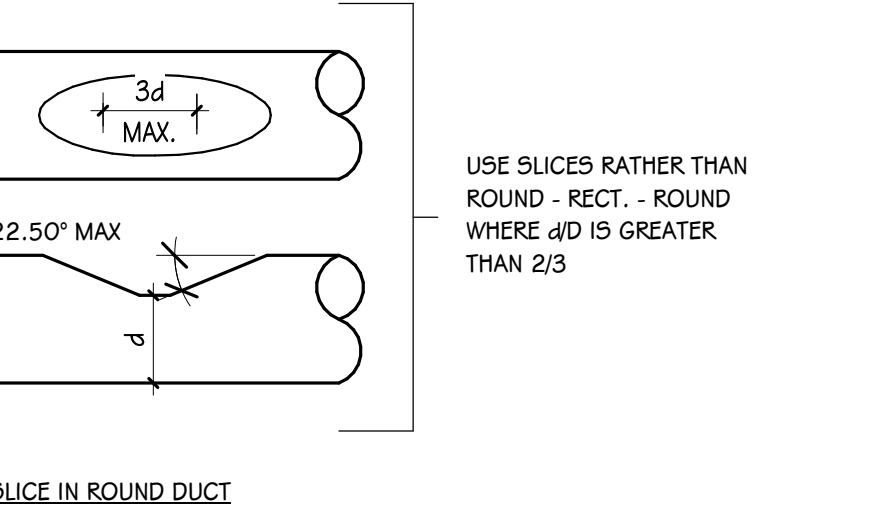 3d
MAX.
USE SLICES RATHER THAN
ROUND - RECT. - ROUND
WHERE d/D IS GREATER
THAN 2/3
22.50° MAX
d
SLICE IN ROUND DUCT